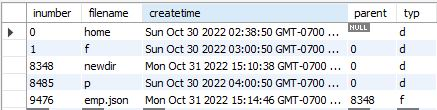 inumber filename createtime parent typ
0 home Sun Oct 30 2022 02:38:50 GMT-0700 ... NULL d
1 f Sun Oct 30 2022 03:00:50 GMT-0700 ... 0 d
8348 newdir Mon Oct 31 2022 15:10:38 GMT-0700 ... 0 d
8485 p Sun Oct 30 2022 04:00:50 GMT-0700 ... 0 d
9476 emp.json Mon Oct 31 2022 15:14:46 GMT-0700 ... 8348 f